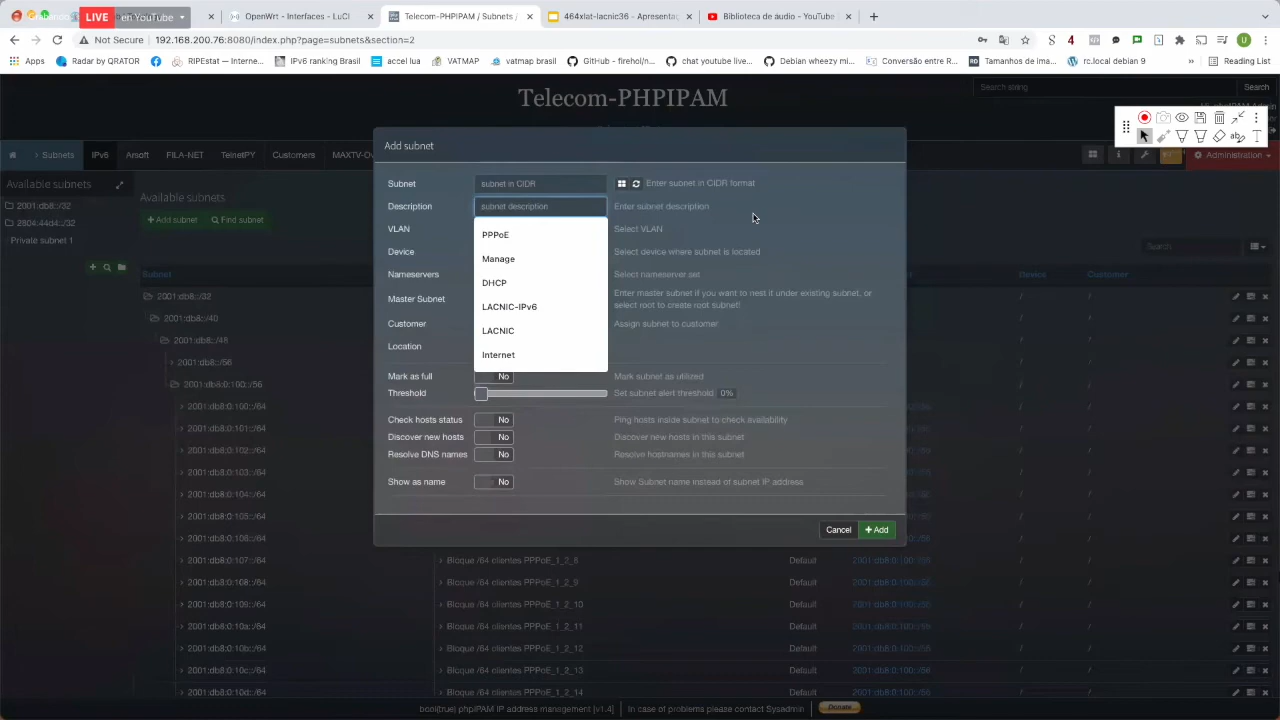 LIVE en YouTube
OpenWrt - Interfaces - LuCI
Telecom-PHPIPAM / Subnets /
464xlat-lacnic36 - Apresenta
Biblioteca de áudio - YouTube
Not Secure 192.168.200.76:8080/index.php?page=subnets&section=2
Apps
Radar by QRATOR
RIPEstat — Interne...
IPv6 ranking Brasil
accel lua
VATMAP
vatmap brasil
GitHub - firehol/n...
chat youtube live...
Debian wheezy mi...
Conversão entre R...
Tamanhos de ima...
rc.local debian 9
Reading List
Telecom-PHPIPAM
Search string
Search
Subnets
IPv6
Arsoft
FILA-NET
TelnetPY
Customers
MAXTV-Ov
Administration
Available subnets
2001:db8::/32
2804:44d4::/32
Private subnet 1
Available subnets
Add subnet
Find subnet
Search
Subnet
Device
Customer
Add subnet
Subnet subnet in CIDR Enter subnet in CIDR format
Description subnet description Enter subnet description
VLAN Select VLAN
Device Select device where subnet is located
Nameservers Select nameserver set
Master Subnet Enter master subnet if you want to nest it under existing subnet, or
select root to create root subnet!
Customer Assign subnet to customer
Location
PPPoE
Manage
DHCP
LACNIC-IPv6
LACNIC
Internet
Mark as full No Mark subnet as utilized
Threshold Set subnet alert threshold 0%
Check hosts status No Ping hosts inside subnet to check availability
Discover new hosts No Discover new hosts in this subnet
Resolve DNS names No Resolve hostnames in this subnet
Show as name No Show Subnet name instead of subnet IP address
Cancel
+ Add
2001:db8::/32 / /
2001:db8::/40 / /
2001:db8::/48 / /
2001:db8::/56 / /
2001:db8:0:100::/56 / /
2001:db8:0:100::/64 / /
2001:db8:0:101::/64 / /
2001:db8:0:102::/64 / /
2001:db8:0:103::/64 / /
2001:db8:0:104::/64 / /
2001:db8:0:105::/64 / /
2001:db8:0:106::/64 / /
2001:db8:0:107::/64 Bloque /64 clientes PPPoE_1_2_8 Default 2001:db8:0:100::/56 / /
2001:db8:0:108::/64 Bloque /64 clientes PPPoE_1_2_9 Default 2001:db8:0:100::/56 / /
2001:db8:0:109::/64 Bloque /64 clientes PPPoE_1_2_10 Default 2001:db8:0:100::/56 / /
2001:db8:0:10a::/64 Bloque /64 clientes PPPoE_1_2_11 Default 2001:db8:0:100::/56 / /
2001:db8:0:10b::/64 Bloque /64 clientes PPPoE_1_2_12 Default 2001:db8:0:100::/56 / /
2001:db8:0:10c::/64 Bloque /64 clientes PPPoE_1_2_13 Default 2001:db8:0:100::/56 / /
2001:db8:0:10d::/64 Bloque /64 clientes PPPoE_1_2_14 Default 2001:db8:0:100::/56 / /
phpIPAM IP address management [v1.4]
In case of problems please contact Sysadmin
Donate